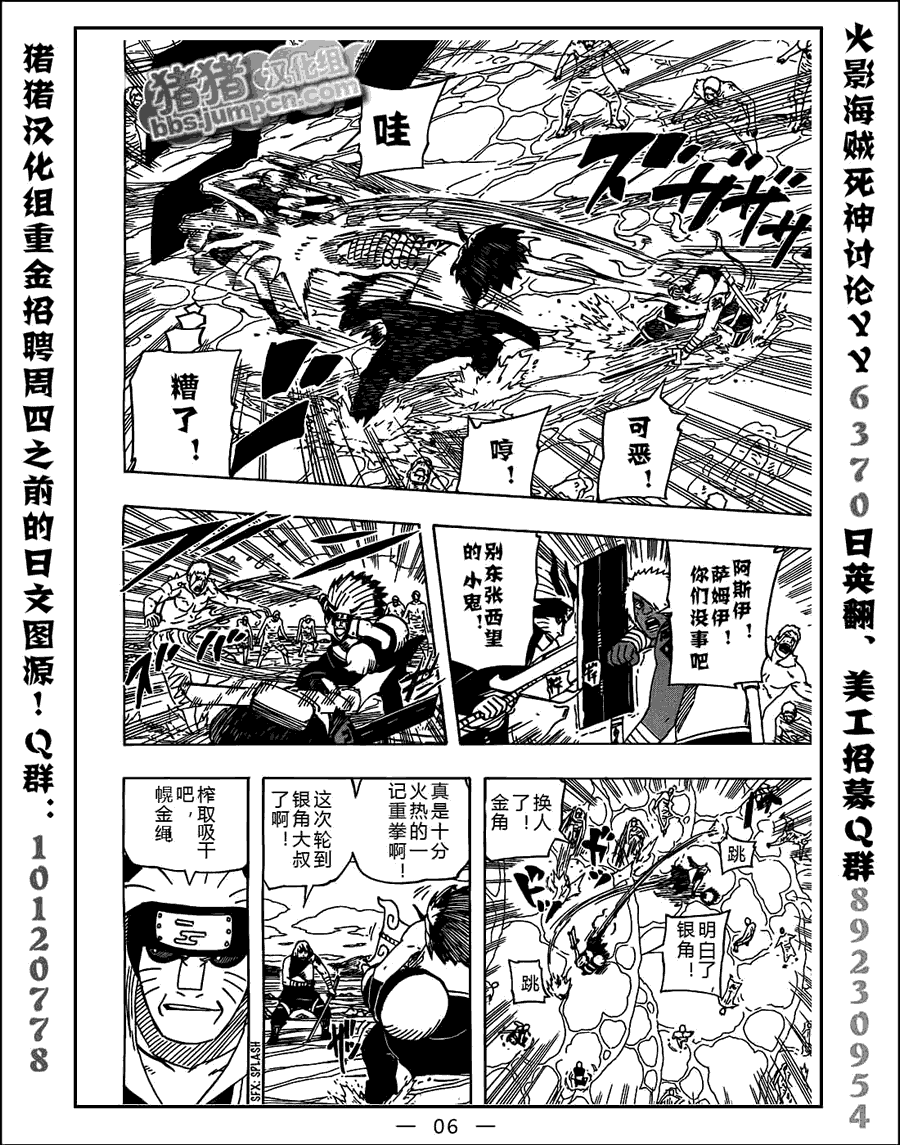 猪猪汉化组
bbs.jumpcn.com
火影海贼死神讨论YY6370日英翻、美工招募Q群89230954
猪猪汉化组重金招聘周四之前的日文图源！Q群：10120778
哇
ズザザザ
可恶！
哼！
糟了！
阿斯伊！
萨姆伊！
你们没事吧
别东张西望
的小鬼！
换人
了
金角
跳
明白了
银角
跳
真是十分
火热的一
记重拳啊！
这次轮到
银角大叔
了啊！
SFX: SPLASH
榨取吸干
吧，
幌金绳
— 06 —